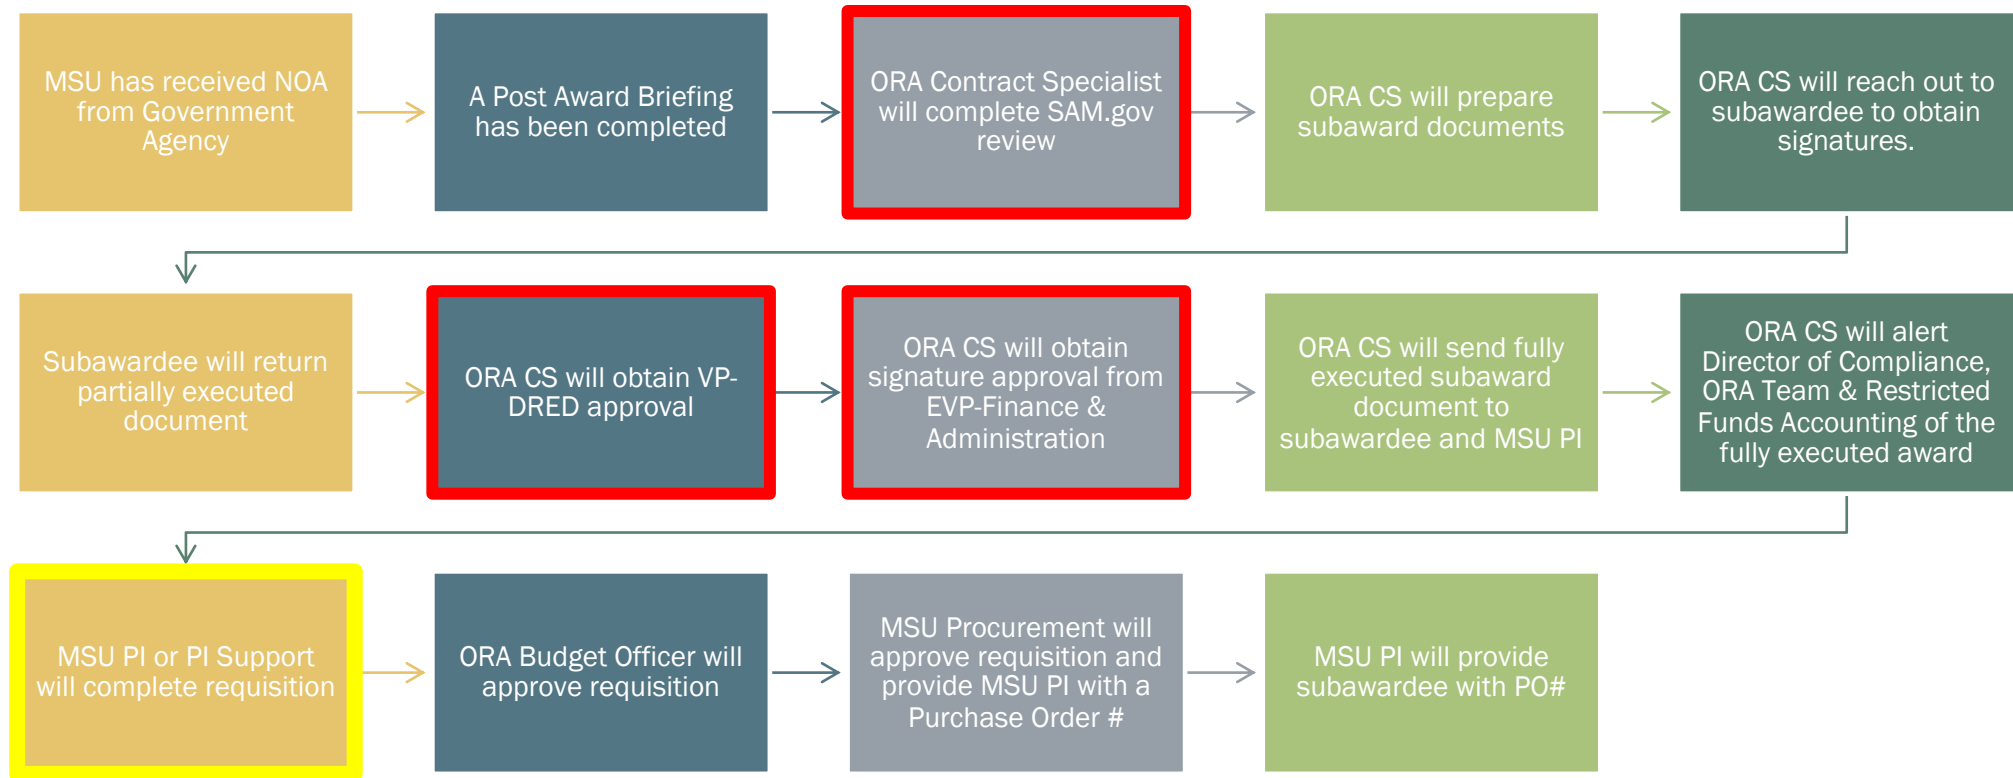 MSU has received NOA
from Government
Agency
A Post Award Briefing
has been completed
ORA Contract Specialist
will complete SAM.gov
review
ORA CS will prepare
subaward documents
ORA CS will reach out to
subawardee to obtain
signatures.
Subawardee will return
partially executed
document
ORA CS will obtain VP-
DRED approval
ORA CS will obtain
signature approval from
EVP-Finance &
Administration
ORA CS will send fully
executed subaward
document to
subawardee and MSU PI
ORA CS will alert
Director of Compliance,
ORA Team & Restricted
Funds Accounting of the
fully executed award
MSU PI or PI Support
will complete requisition
ORA Budget Officer will
approve requisition
MSU Procurement will
approve requisition and
provide MSU PI with a
Purchase Order #
MSU PI will provide
subawardee with PO#